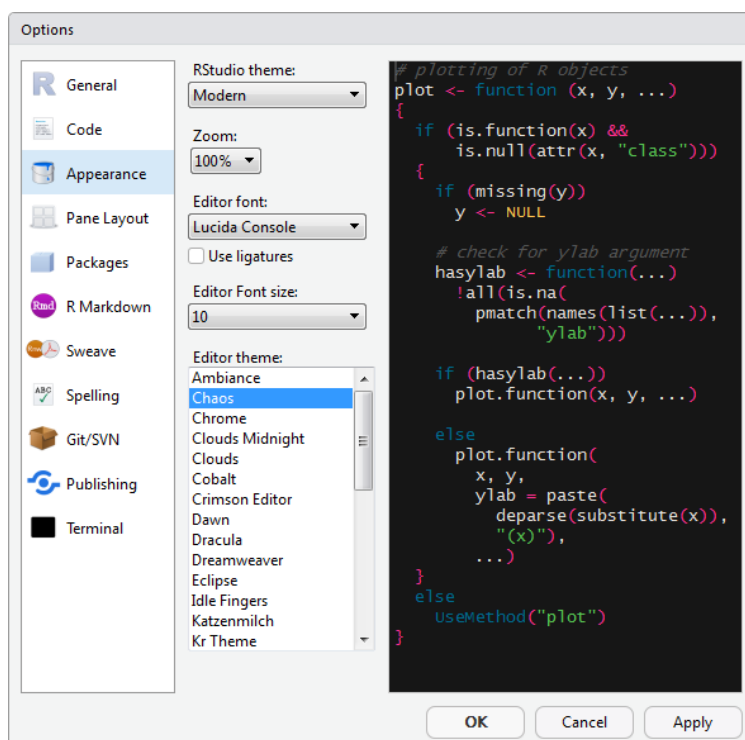 Options
R
General
Code
Appearance
Pane Layout
Packages
Rmd
R Markdown
Sweave
ABC
Spelling
Git/SVN
Publishing
Terminal
RStudio theme:
Modern
Zoom:
100%
Editor font:
Lucida Console
Use ligatures
Editor Font size:
10
Editor theme:
Ambiance
Chaos
Chrome
Clouds Midnight
Clouds
Cobalt
Crimson Editor
Dawn
Dracula
Dreamweaver
Eclipse
Idle Fingers
Katzenmilch
Kr Theme
# plotting of R objects
plot <- function (x, y, ...)
{
  if (is.function(x) &&
      is.null(attr(x, "class")))
  {
    if (missing(y))
      y <- NULL

    # check for ylab argument
    hasylab <- function(...)
      !all(is.na(
        pmatch(names(list(...)),
              "ylab")))

    if (hasylab(...))
      plot.function(x, y, ...)

    else
      plot.function(
        x, y,
        ylab = paste(
          deparse(substitute(x)),
          "(x)"),
        ...)
  }
  else
    UseMethod("plot")
}
OK
Cancel
Apply